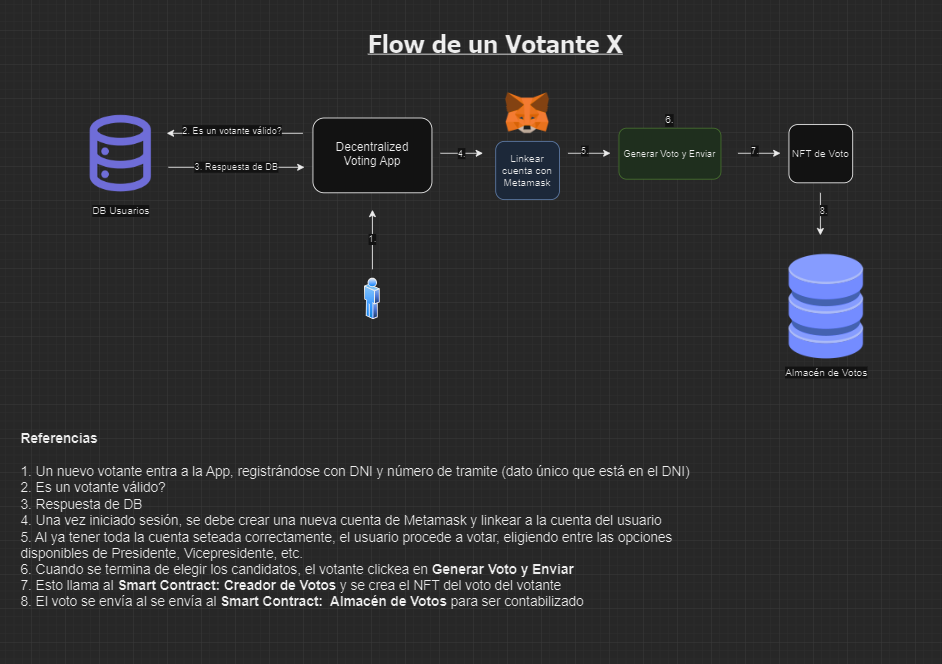 Flow de un Votante X
6.
2. Es un votante válido?
Decentralized
Voting App
4.
Linkear
cuenta con
Metamask
5.
Generar Voto y Enviar
7.
NFT de Voto
3. Respuesta de DB
DB Usuarios
8.
1.
Almacén de Votos
Referencias
1. Un nuevo votante entra a la App, registrándose con DNI y número de tramite (dato único que está en el DNI)
2. Es un votante válido?
3. Respuesta de DB
4. Una vez iniciado sesión, se debe crear una nueva cuenta de Metamask y linkear a la cuenta del usuario
5. Al ya tener toda la cuenta seteada correctamente, el usuario procede a votar, eligiendo entre las opciones
disponibles de Presidente, Vicepresidente, etc.
6. Cuando se termina de elegir los candidatos, el votante clickea en Generar Voto y Enviar
7. Esto llama al Smart Contract: Creador de Votos y se crea el NFT del voto del votante
8. El voto se envía al se envía al Smart Contract: Almacén de Votos para ser contabilizado